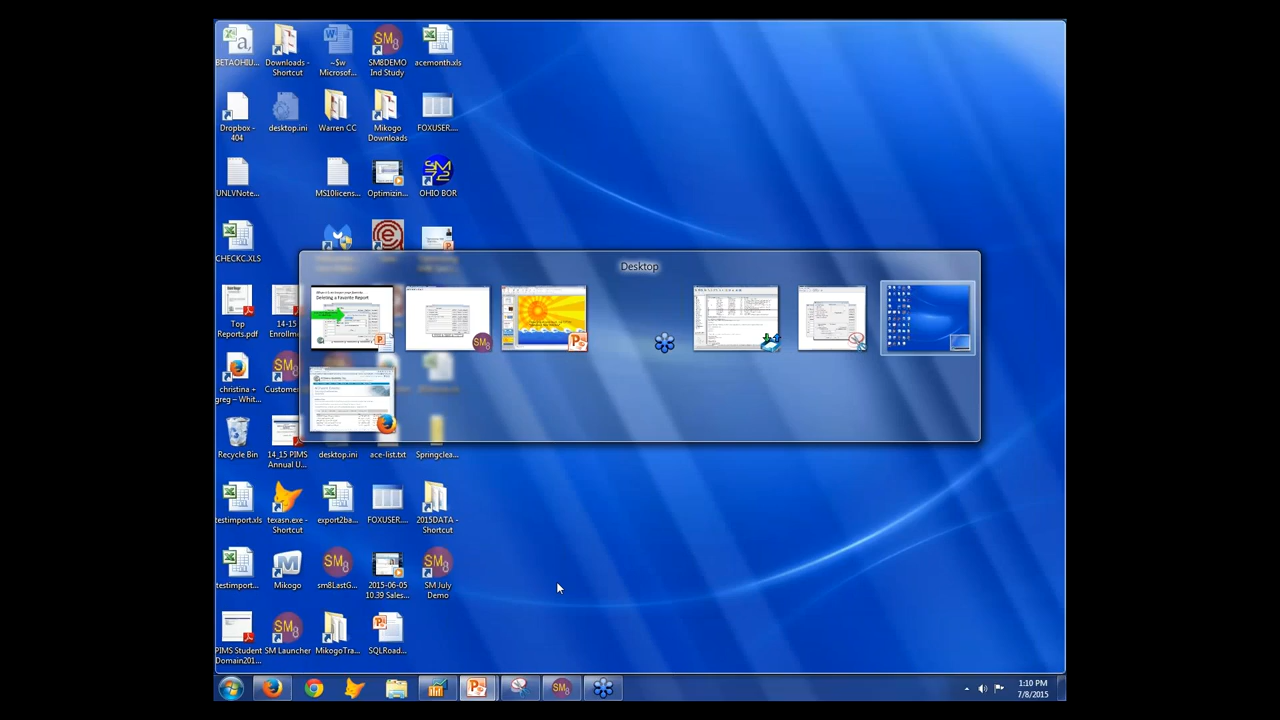 BETAOHIU...
Downloads -
Shortcut
~$w
Microsof...
SM8DEMO
Ind Study
acemonth.xls
Dropbox -
404
desktop.ini
Warren CC
Mikogo
Downloads
FOXUSER....
UNLVNote...
MS10licens...
Optimizin...
OHIO BOR
CHECKC.XLS
Desktop
Deleting a Favorite Report
Top
Reports.pdf
14-15
Enrollme...
christina +
greg – Whit...
Custome...
Recycle Bin
14_15 PIMS
Annual U...
desktop.ini
ace-list.txt
Springclea...
testimport.xls
texasn.exe -
Shortcut
export2ba...
FOXUSER....
2015DATA -
Shortcut
testimport...
Mikogo
sm8LastG...
2015-06-05
10.39 Sales...
SM July
Demo
PIMS Student
Domain201...
SM Launcher
MikogoTra...
SQLRoad...
1:10 PM
7/8/2015